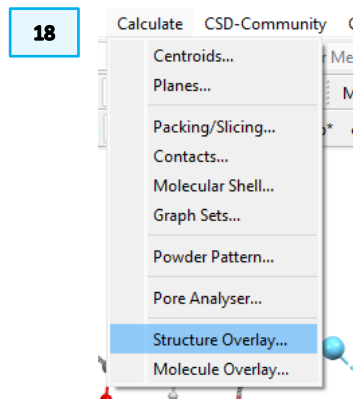 18
Calculate CSD-Community
Centroids...
Planes...
Packing/Slicing...
Contacts...
Molecular Shell...
Graph Sets...
Powder Pattern...
Pore Analyser...
Structure Overlay...
Molecule Overlay...